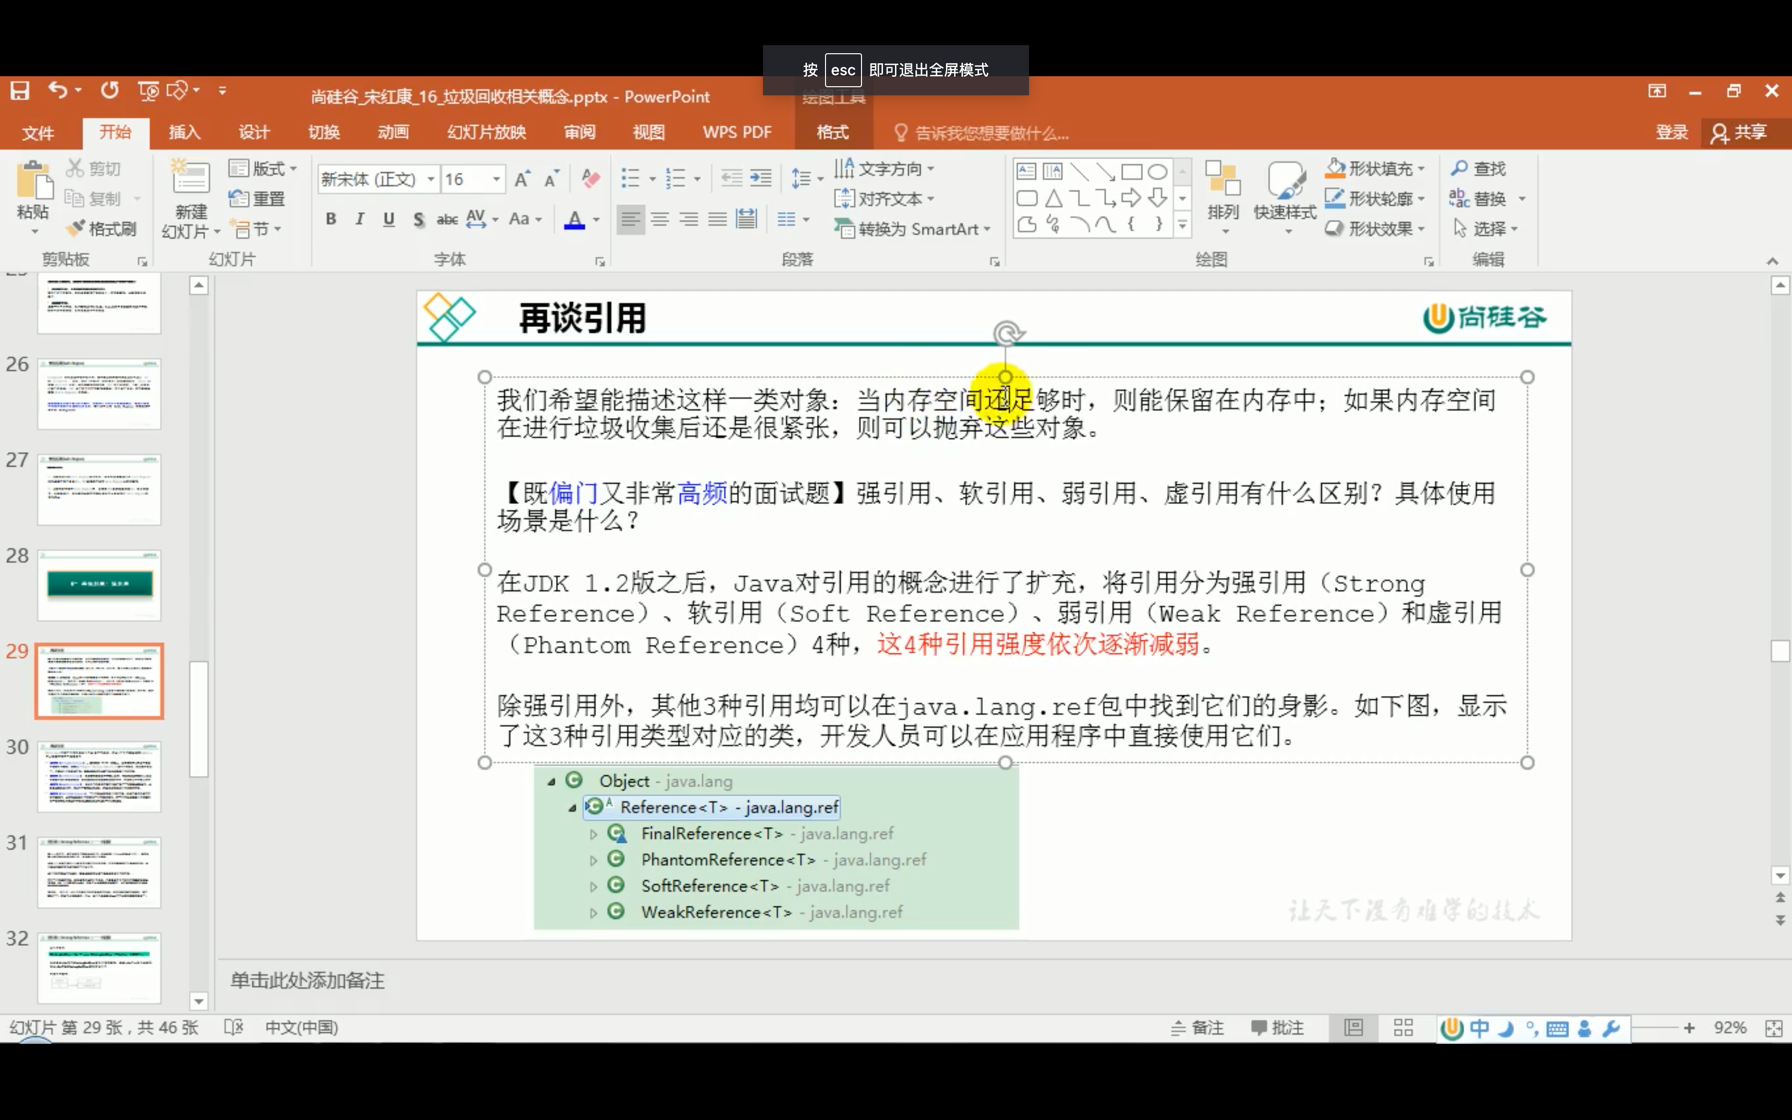 按 esc 即可退出全屏模式
尚硅谷_宋红康_16_垃圾回收相关概念.pptx - PowerPoint
绘图工具
文件 开始 插入 设计 切换 动画 幻灯片放映 审阅 视图 WPS PDF 格式 告诉我您想要做什么... 登录 共享
粘贴 剪切 复制 格式刷
新建幻灯片 版式 重置 节
新宋体 (正文) 16
B I U S abc AV Aa A
文字方向
对齐文本
转换为 SmartArt
排列 快速样式
形状填充
形状轮廓
形状效果
查找
替换
选择
剪贴板 幻灯片 字体 段落 绘图 编辑
26
27
28
29
30
31
32
再谈引用
尚硅谷
我们希望能描述这样一类对象：当内存空间还足够时，则能保留在内存中；如果内存空间
在进行垃圾收集后还是很紧张，则可以抛弃这些对象。
【既偏门又非常高频的面试题】强引用、软引用、弱引用、虚引用有什么区别？具体使用
场景是什么？
在JDK 1.2版之后，Java对引用的概念进行了扩充，将引用分为强引用（Strong
Reference）、软引用（Soft Reference）、弱引用（Weak Reference）和虚引用
（Phantom Reference）4种，这4种引用强度依次逐渐减弱。
除强引用外，其他3种引用均可以在java.lang.ref包中找到它们的身影。如下图，显示
了这3种引用类型对应的类，开发人员可以在应用程序中直接使用它们。
Object - java.lang
Reference<T> - java.lang.ref
FinalReference<T> - java.lang.ref
PhantomReference<T> - java.lang.ref
SoftReference<T> - java.lang.ref
WeakReference<T> - java.lang.ref
让天下没有难学的技术
单击此处添加备注
幻灯片 第 29 张，共 46 张 中文(中国) 备注 批注 中 92%